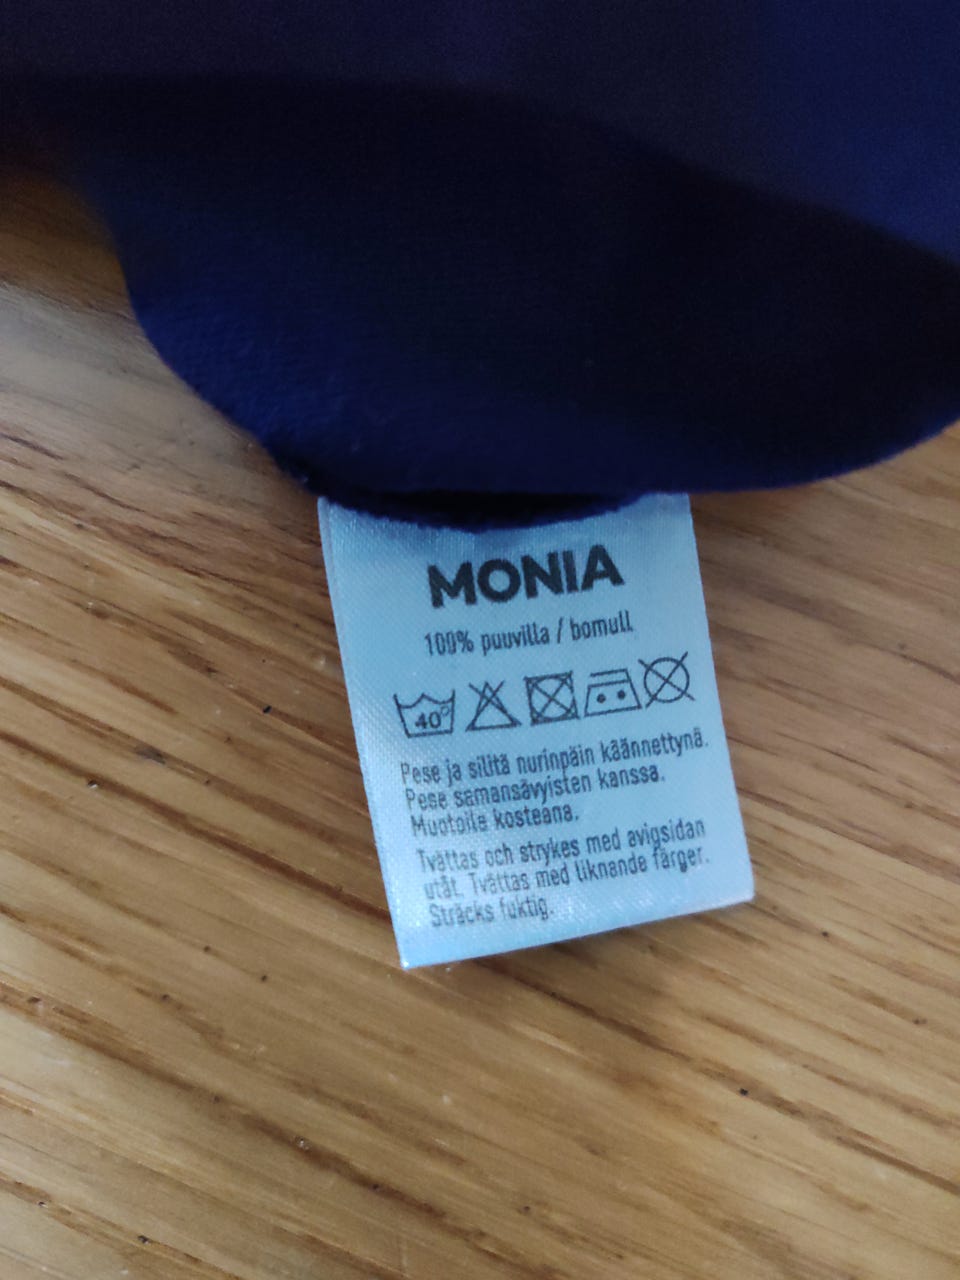 MONIA
100% puuvilla / bomull
40°
Pese ja silitä nurinpäin käännettynä.
Pese samansävyisten kanssa.
Muotoile kosteana.
Tvättas och strykes med avigsidan
utåt. Tvättas med liknande färger.
Sträcks fuktig.